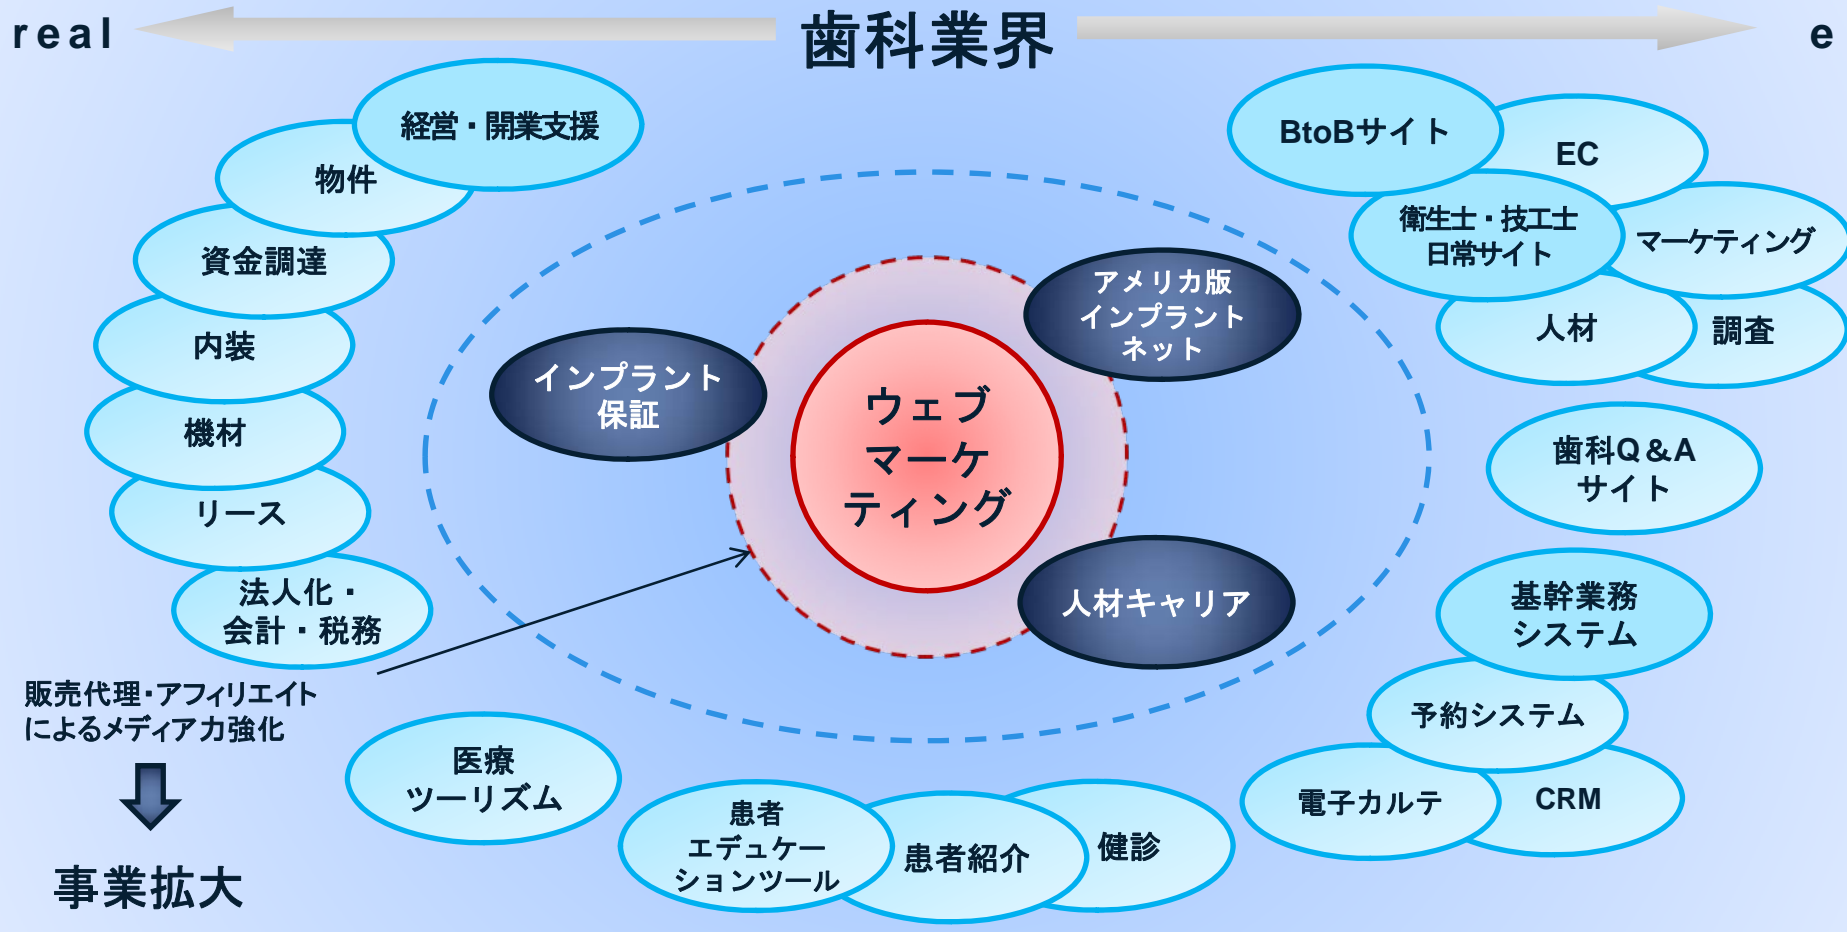 real
歯科業界
e
経営・開業支援
物件
資金調達
内装
機材
リース
法人化・
会計・税務
販売代理・アフィリエイト
によるメディア力強化
事業拡大
インプラント
保証
アメリカ版
インプラント
ネット
ウェブ
マーケ
ティング
人材キャリア
BtoBサイト
EC
衛生士・技工士
日常サイト
マーケティング
人材
調査
歯科Q&A
サイト
基幹業務
システム
予約システム
電子カルテ
CRM
医療
ツーリズム
患者
エデュケー
ションツール
患者紹介
健診